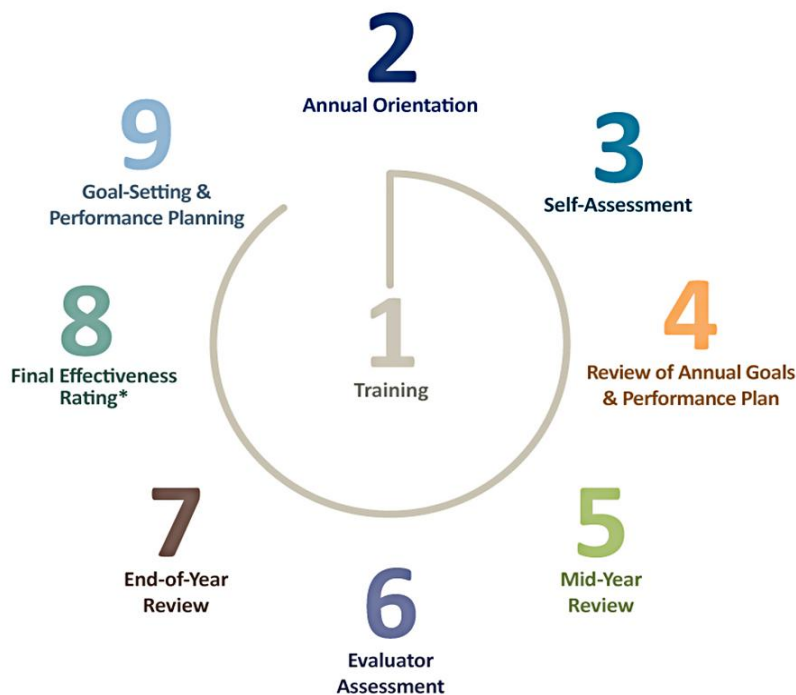 1
Training
2
Annual Orientation
3
Self-Assessment
4
Review of Annual Goals
& Performance Plan
5
Mid-Year
Review
6
Evaluator
Assessment
7
End-of-Year
Review
8
Final Effectiveness
Rating*
9
Goal-Setting &
Performance Planning